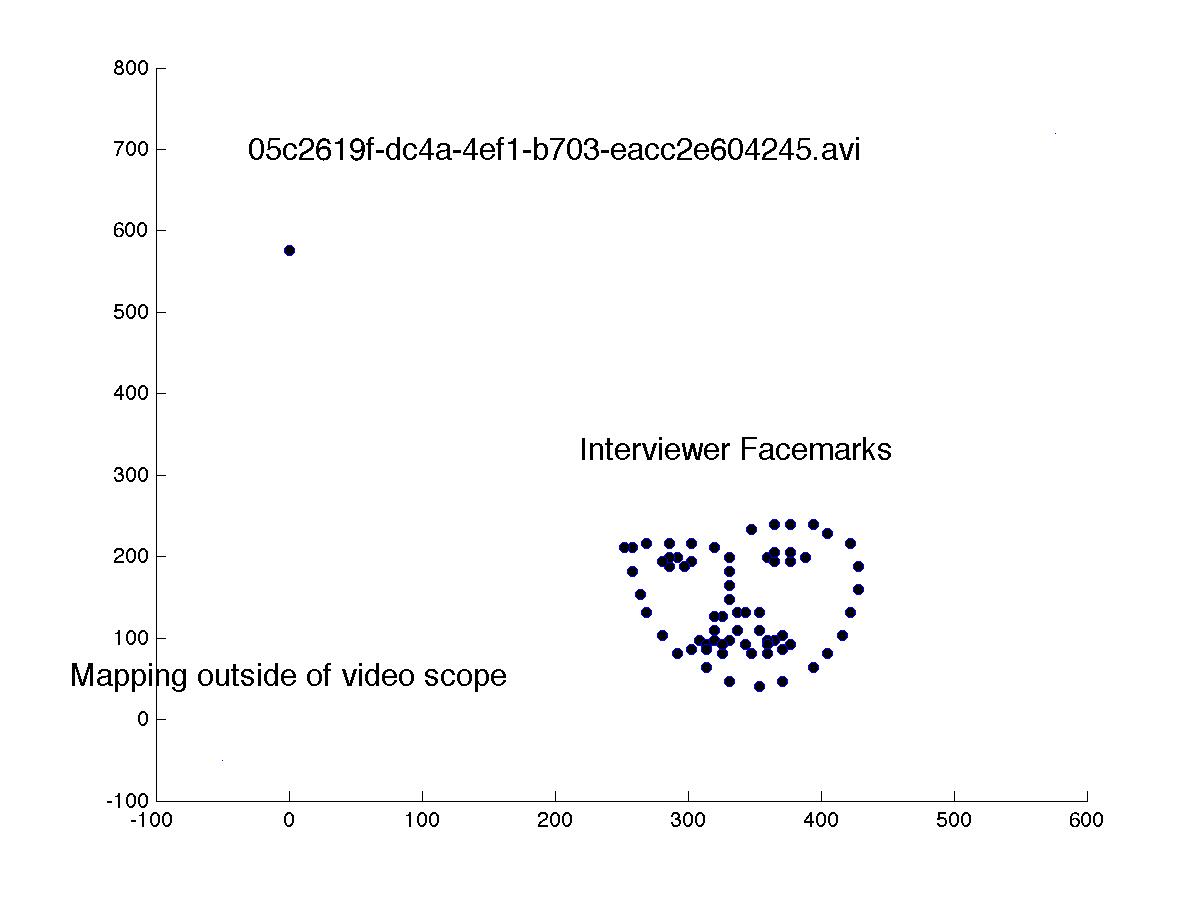 800
700
05c2619f-dc4a-4ef1-b703-eacc2e604245.avi
600
500
400
Interviewer Facemarks
300
200
100
Mapping outside of video scope
0
-100
-100 0 100 200 300 400 500 600